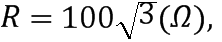 R = 100√3(Ω),